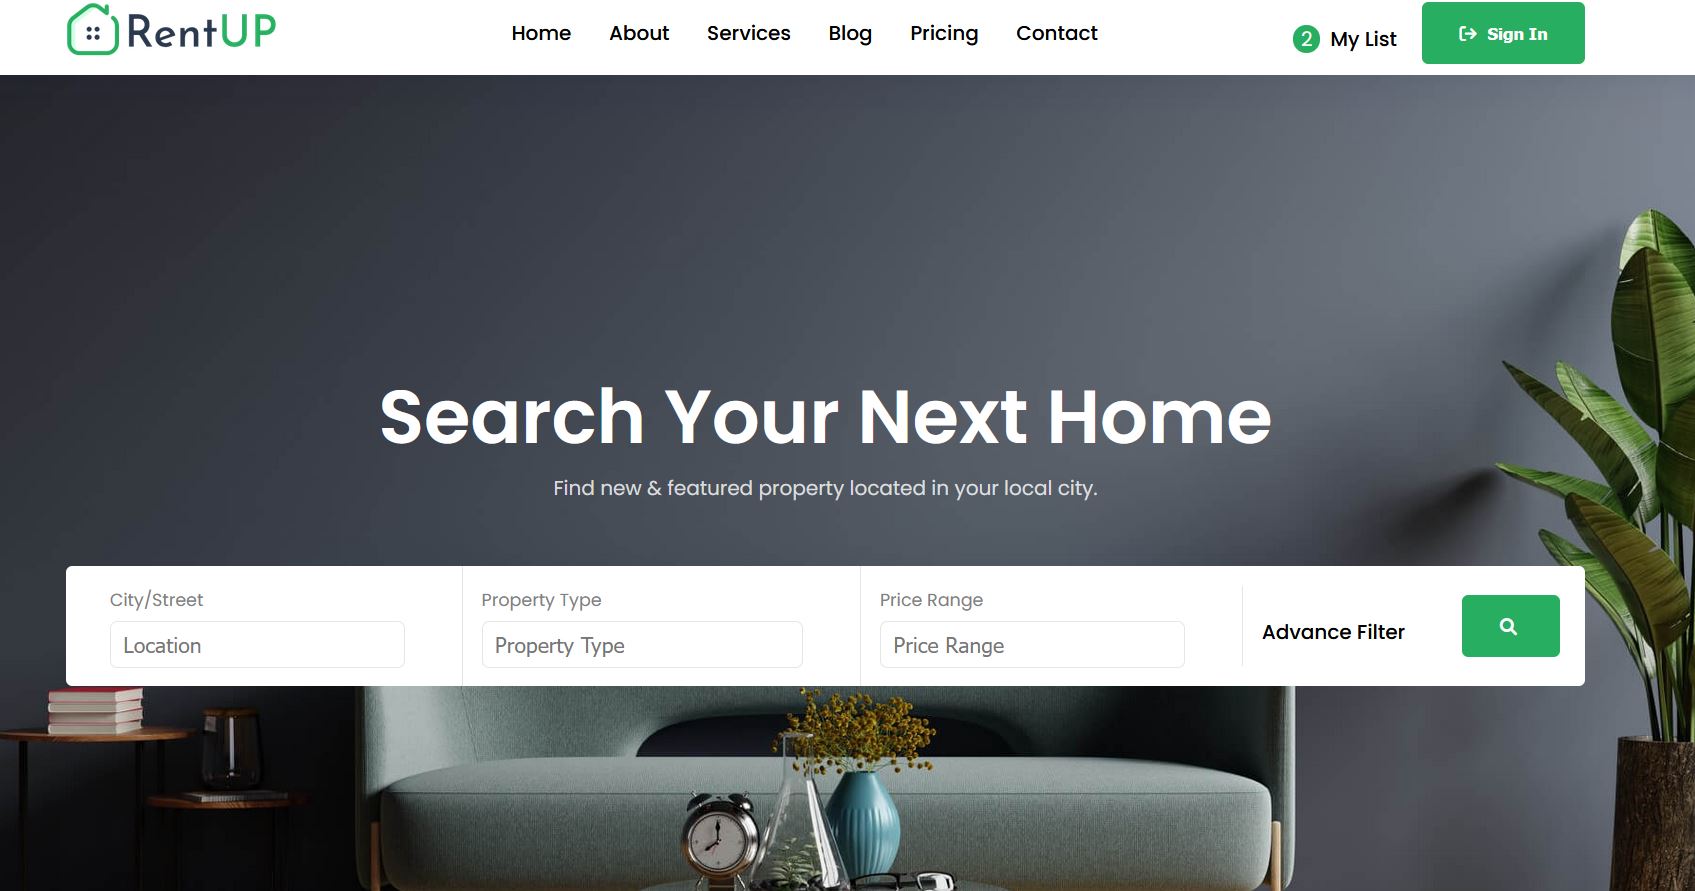 RentUP
Home About Services Blog Pricing Contact
2 My List
Sign In
Search Your Next Home
Find new & featured property located in your local city.
City/Street
Location
Property Type
Property Type
Price Range
Price Range
Advance Filter